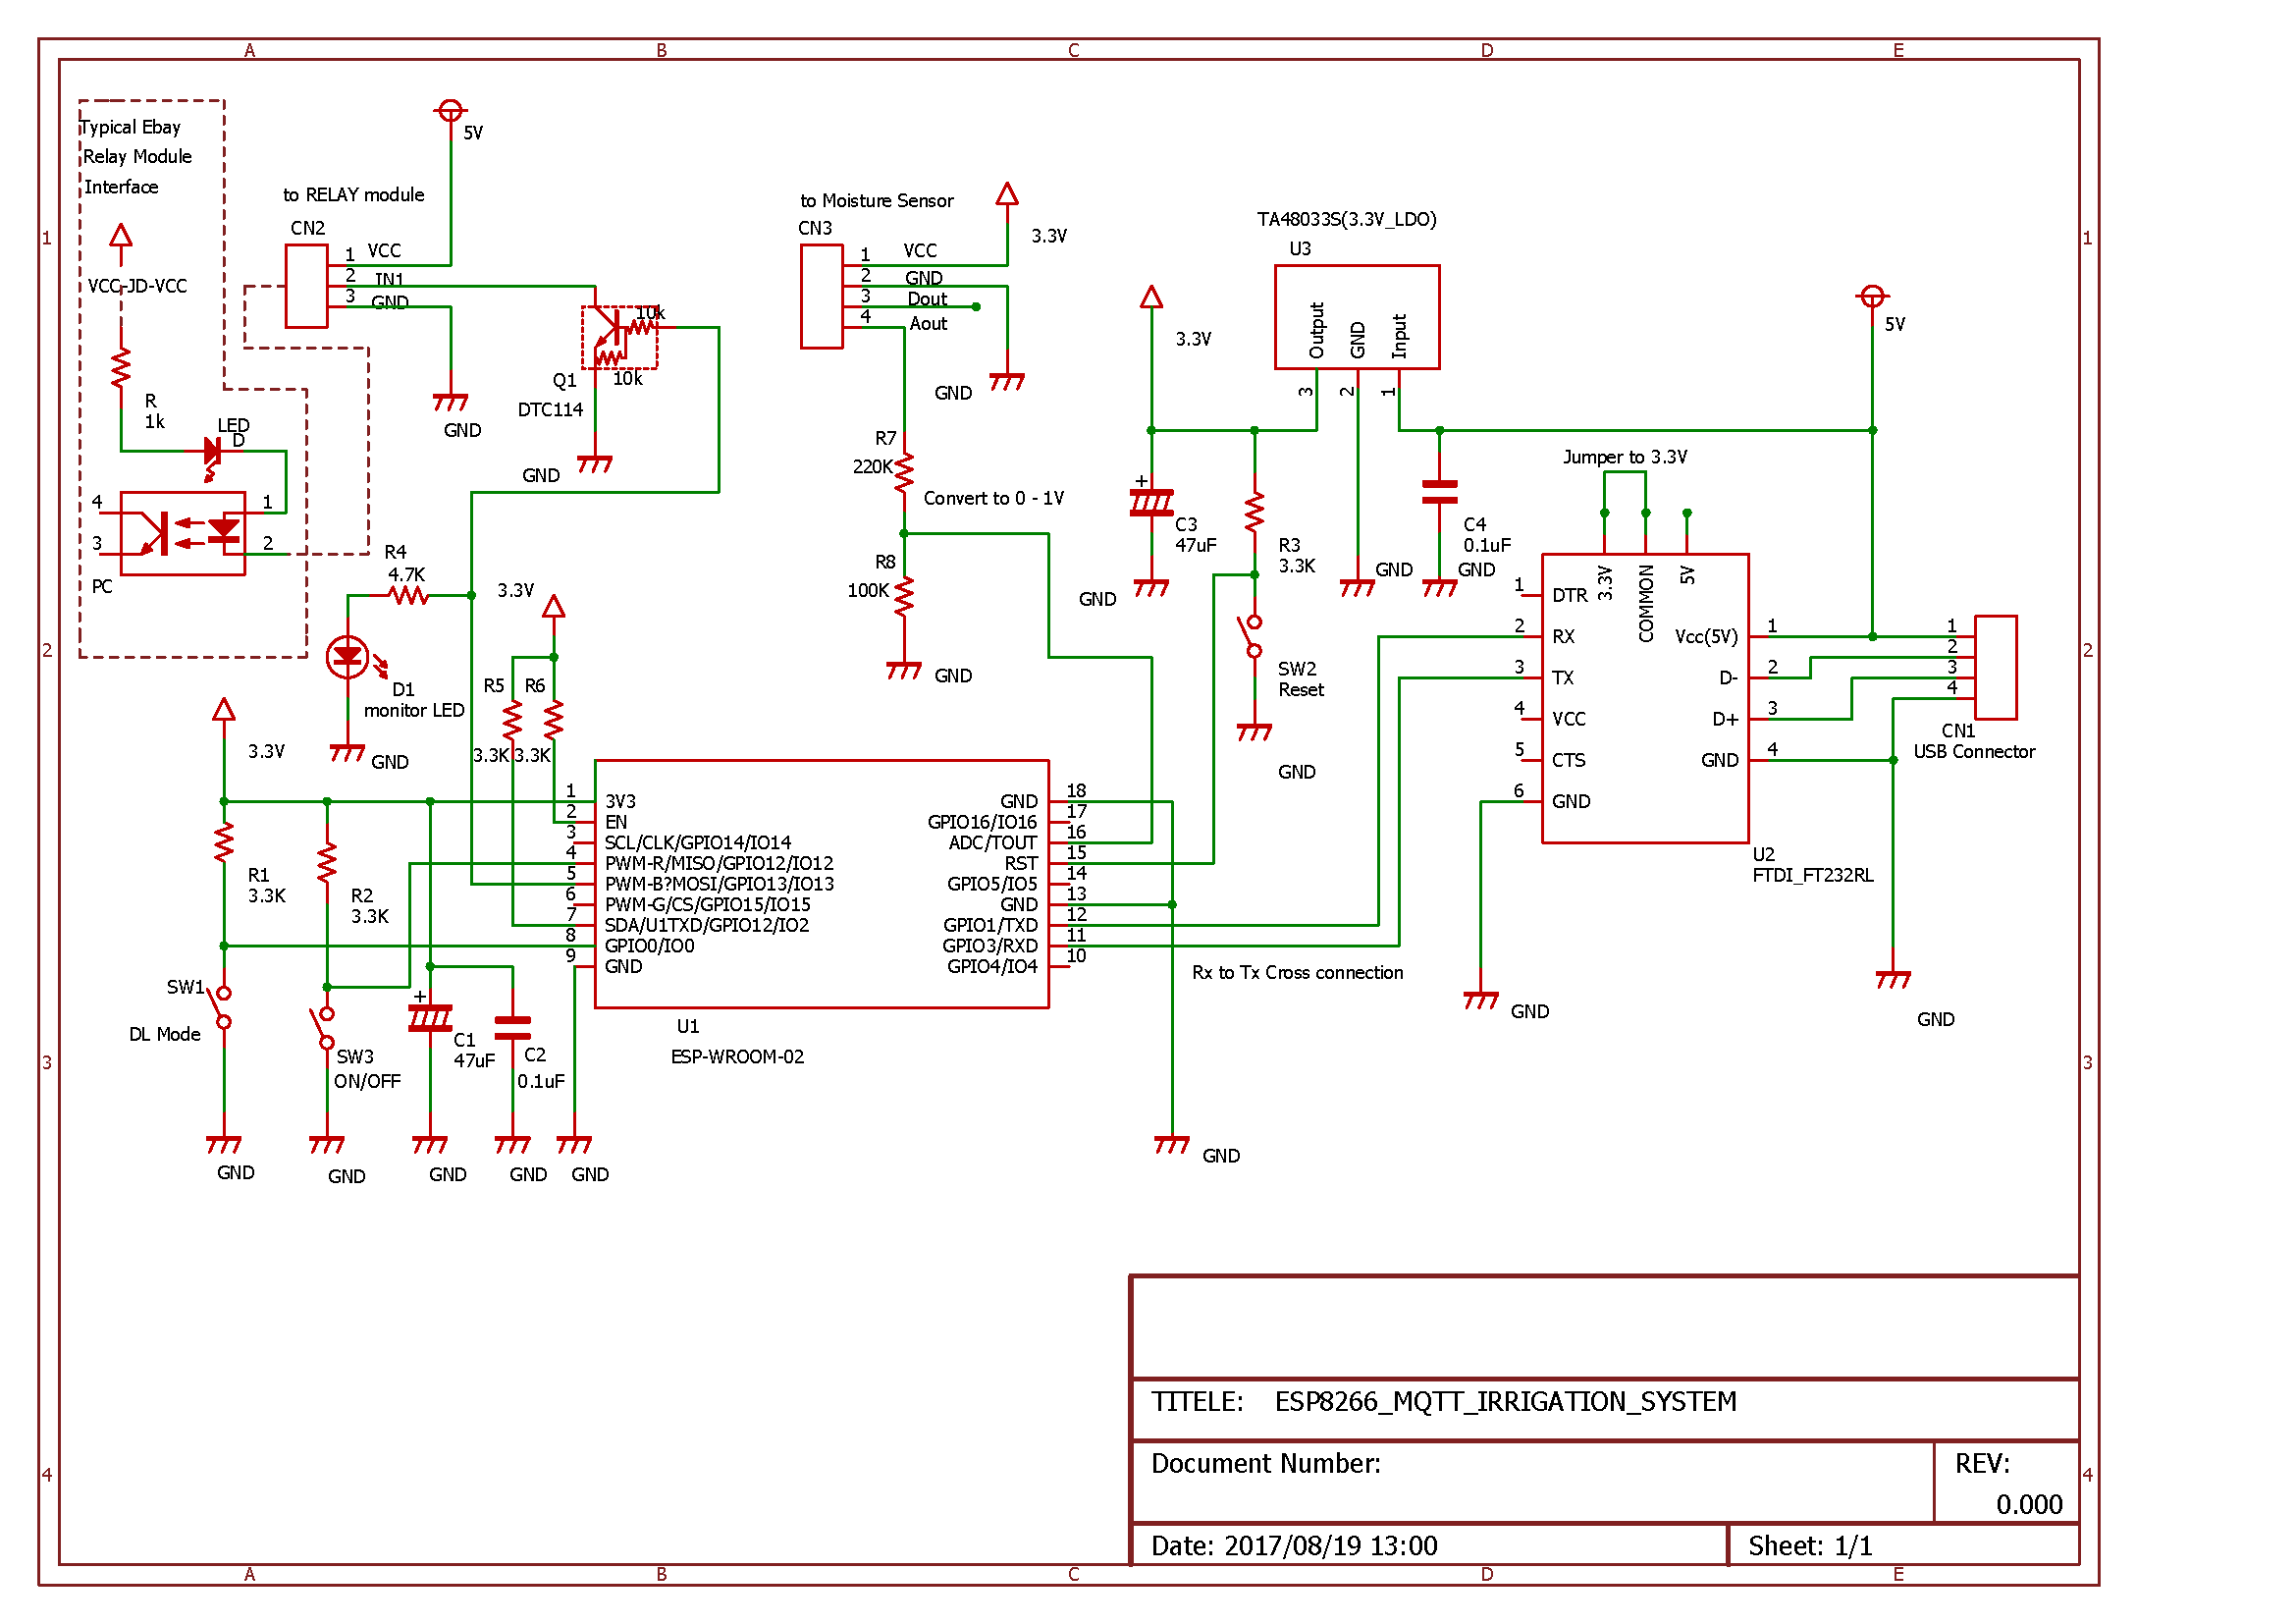 A B C D E
Typical Ebay
Relay Module
Interface
VCC-JD-VCC
R
1k
LED
D
4
3
1
2
PC
5V
to RELAY module
CN2
1 VCC
2 IN1
3 GND
GND
10k
10k
Q1
DTC114
GND
to Moisture Sensor
CN3
1 VCC
2 GND
3 Dout
4 Aout
3.3V
GND
R7
220K
Convert to 0 - 1V
R8
100K
GND
TA48033S(3.3V_LDO)
U3
Output
GND
Input
3
2
1
3.3V
5V
C3
47uF
GND
R3
3.3K
GND
C4
0.1uF
GND
SW2
Reset
GND
Jumper to 3.3V
3.3V
COMMON
5V
1 DTR
2 RX
3 TX
4 VCC
5 CTS
6 GND
Vcc(5V) 1
D- 2
D+ 3
GND 4
U2
FTDI_FT232RL
1
2
3
4
CN1
USB Connector
GND
GND
R4
4.7K
D1
monitor LED
GND
3.3V
R5
R6
3.3K
3.3K
3.3V
R1
3.3K
R2
3.3K
SW1
DL Mode
SW3
ON/OFF
C1
47uF
C2
0.1uF
GND
GND
GND
GND
GND
1 3V3
2 EN
3 SCL/CLK/GPIO14/IO14
4 PWM-R/MISO/GPIO12/IO12
5 PWM-B?MOSI/GPIO13/IO13
6 PWM-G/CS/GPIO15/IO15
7 SDA/U1TXD/GPIO12/IO2
8 GPIO0/IO0
9 GND
GND 18
GPIO16/IO16 17
ADC/TOUT 16
RST 15
GPIO5/IO5 14
GND 13
GPIO1/TXD 12
GPIO3/RXD 11
GPIO4/IO4 10
U1
ESP-WROOM-02
Rx to Tx Cross connection
GND
1
2
3
4
1
2
3
4
TITELE: ESP8266_MQTT_IRRIGATION_SYSTEM
Document Number:
REV:
0.000
Date: 2017/08/19 13:00
Sheet: 1/1
A B C D E